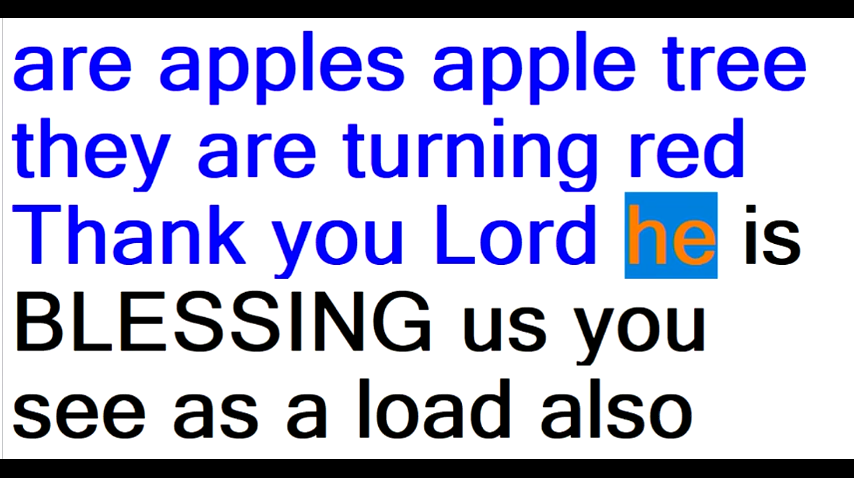 are apples apple tree
they are turning red
Thank you Lord he is
BLESSING us you
see as a load also